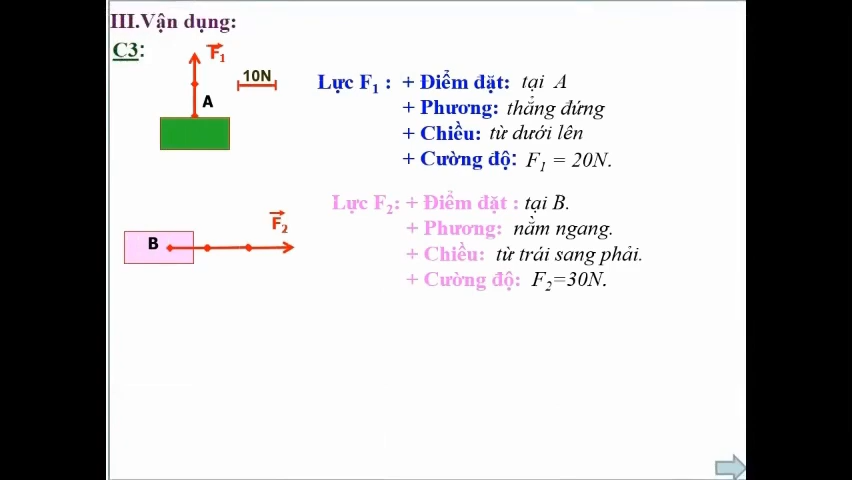 III.Vận dụng:
C3:
F1
10N
A
Lực F1 : + Điểm đặt: tại A
+ Phương: thẳng đứng
+ Chiều: từ dưới lên
+ Cường độ: F1 = 20N.
F2
B
Lực F2: + Điểm đặt : tại B.
+ Phương: nằm ngang.
+ Chiều: từ trái sang phải.
+ Cường độ: F2=30N.